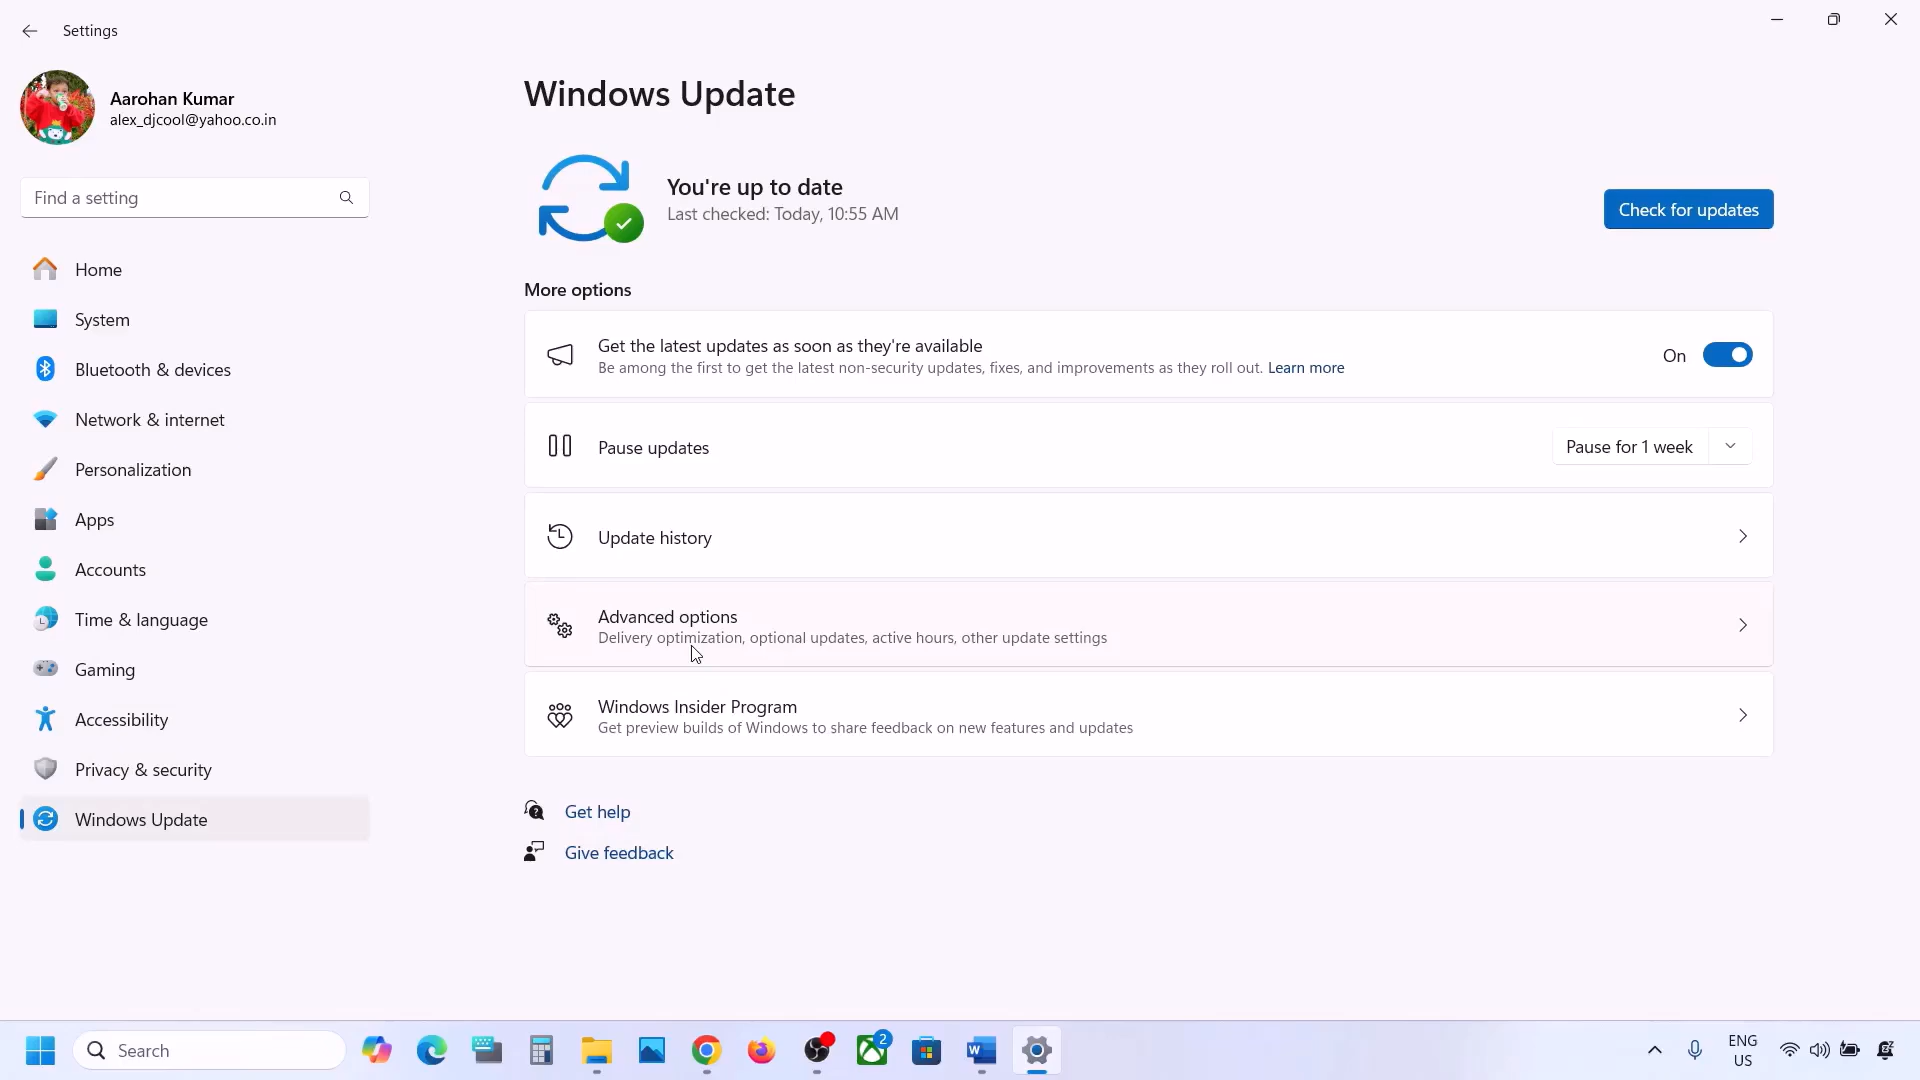 Settings
Aarohan Kumar
alex_djcool@yahoo.co.in
Find a setting
Home
System
Bluetooth & devices
Network & internet
Personalization
Apps
Accounts
Time & language
Gaming
Accessibility
Privacy & security
Windows Update
Windows Update
You're up to date
Last checked: Today, 10:55 AM
Check for updates
More options
Get the latest updates as soon as they're available
Be among the first to get the latest non-security updates, fixes, and improvements as they roll out. Learn more
On
Pause updates
Pause for 1 week
Update history
Advanced options
Delivery optimization, optional updates, active hours, other update settings
Windows Insider Program
Get preview builds of Windows to share feedback on new features and updates
Get help
Give feedback
Search
2
ENG
US